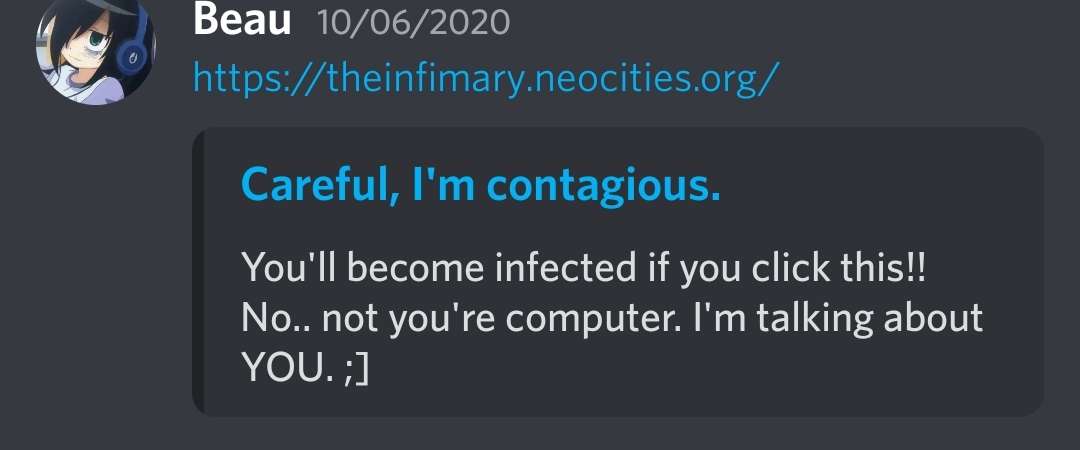 Beau 10/06/2020
https://theinfimary.neocities.org/
Careful, I'm contagious.
You'll become infected if you click this!!
No.. not you're computer. I'm talking about
YOU. ;]